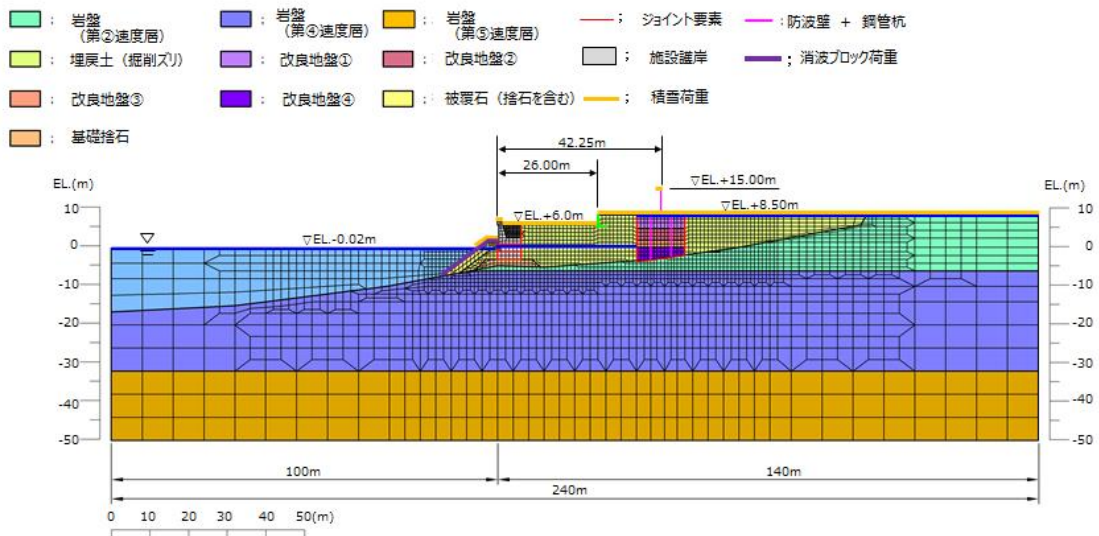 ； 岩盤
（第②速度層）
； 岩盤
（第④速度層）
； 岩盤
（第⑤速度層）
； ジョイント要素
；防波壁 ＋ 鋼管杭
； 埋戻土（掘削ズリ）
； 改良地盤①
； 改良地盤②
； 施設護岸
； 消波ブロック荷重
； 改良地盤③
； 改良地盤④
； 被覆石（捨石を含む）
； 積雪荷重
； 基礎捨石
42.25m
26.00m
EL.(m)
EL.(m)
▽EL.+15.00m
▽EL.+8.50m
▽EL.+6.0m
▽EL.-0.02m
10
0
-10
-20
-30
-40
-50
10
0
-10
-20
-30
-40
-50
100m
140m
240m
0 10 20 30 40 50(m)